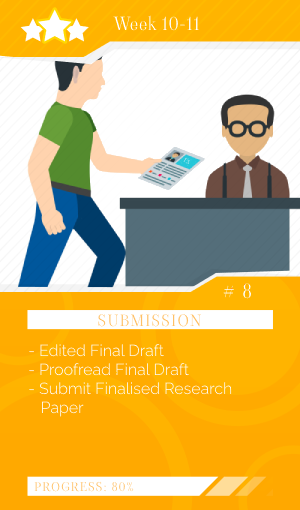 Week 10-11
# 8
SUBMISSION
- Edited Final Draft
- Proofread Final Draft
- Submit Finalised Research
Paper
PROGRESS: 80%